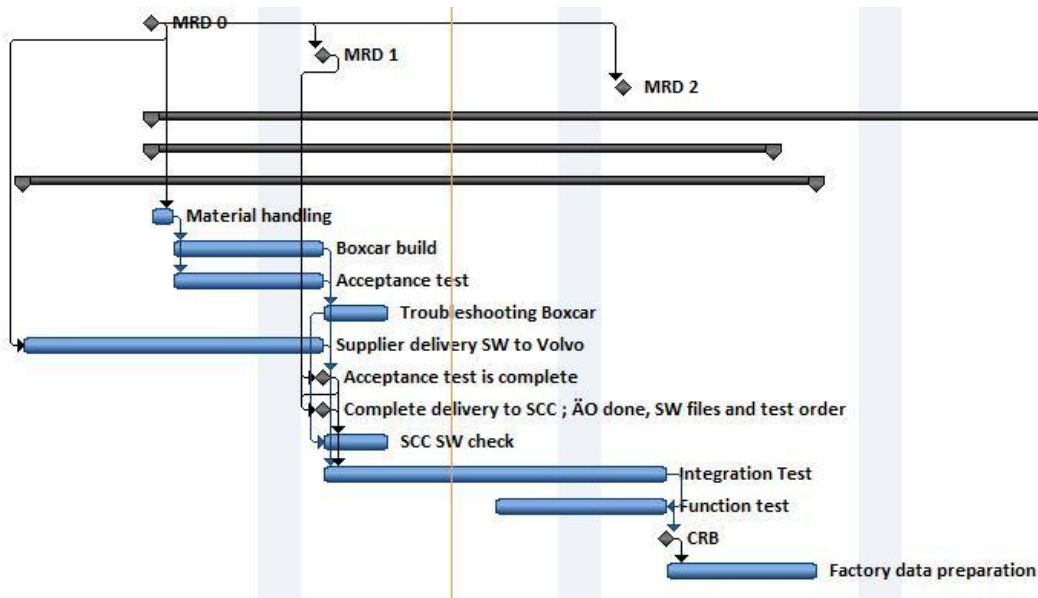 MRD 0
MRD 1
MRD 2
Material handling
Boxcar build
Acceptance test
Troubleshooting Boxcar
Supplier delivery SW to Volvo
Acceptance test is complete
Complete delivery to SCC ; ÄO done, SW files and test order
SCC SW check
Integration Test
Function test
CRB
Factory data preparation